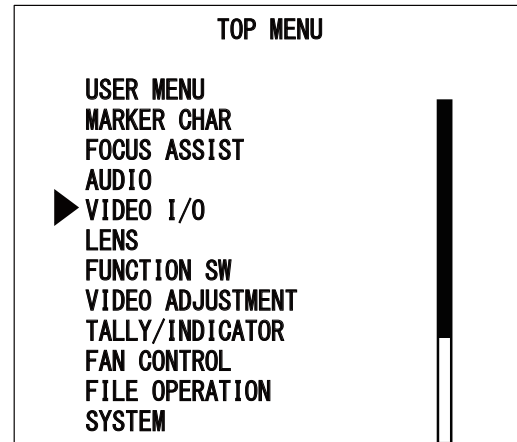 TOP MENU
USER MENU
MARKER CHAR
FOCUS ASSIST
AUDIO
VIDEO I/O
LENS
FUNCTION SW
VIDEO ADJUSTMENT
TALLY/INDICATOR
FAN CONTROL
FILE OPERATION
SYSTEM